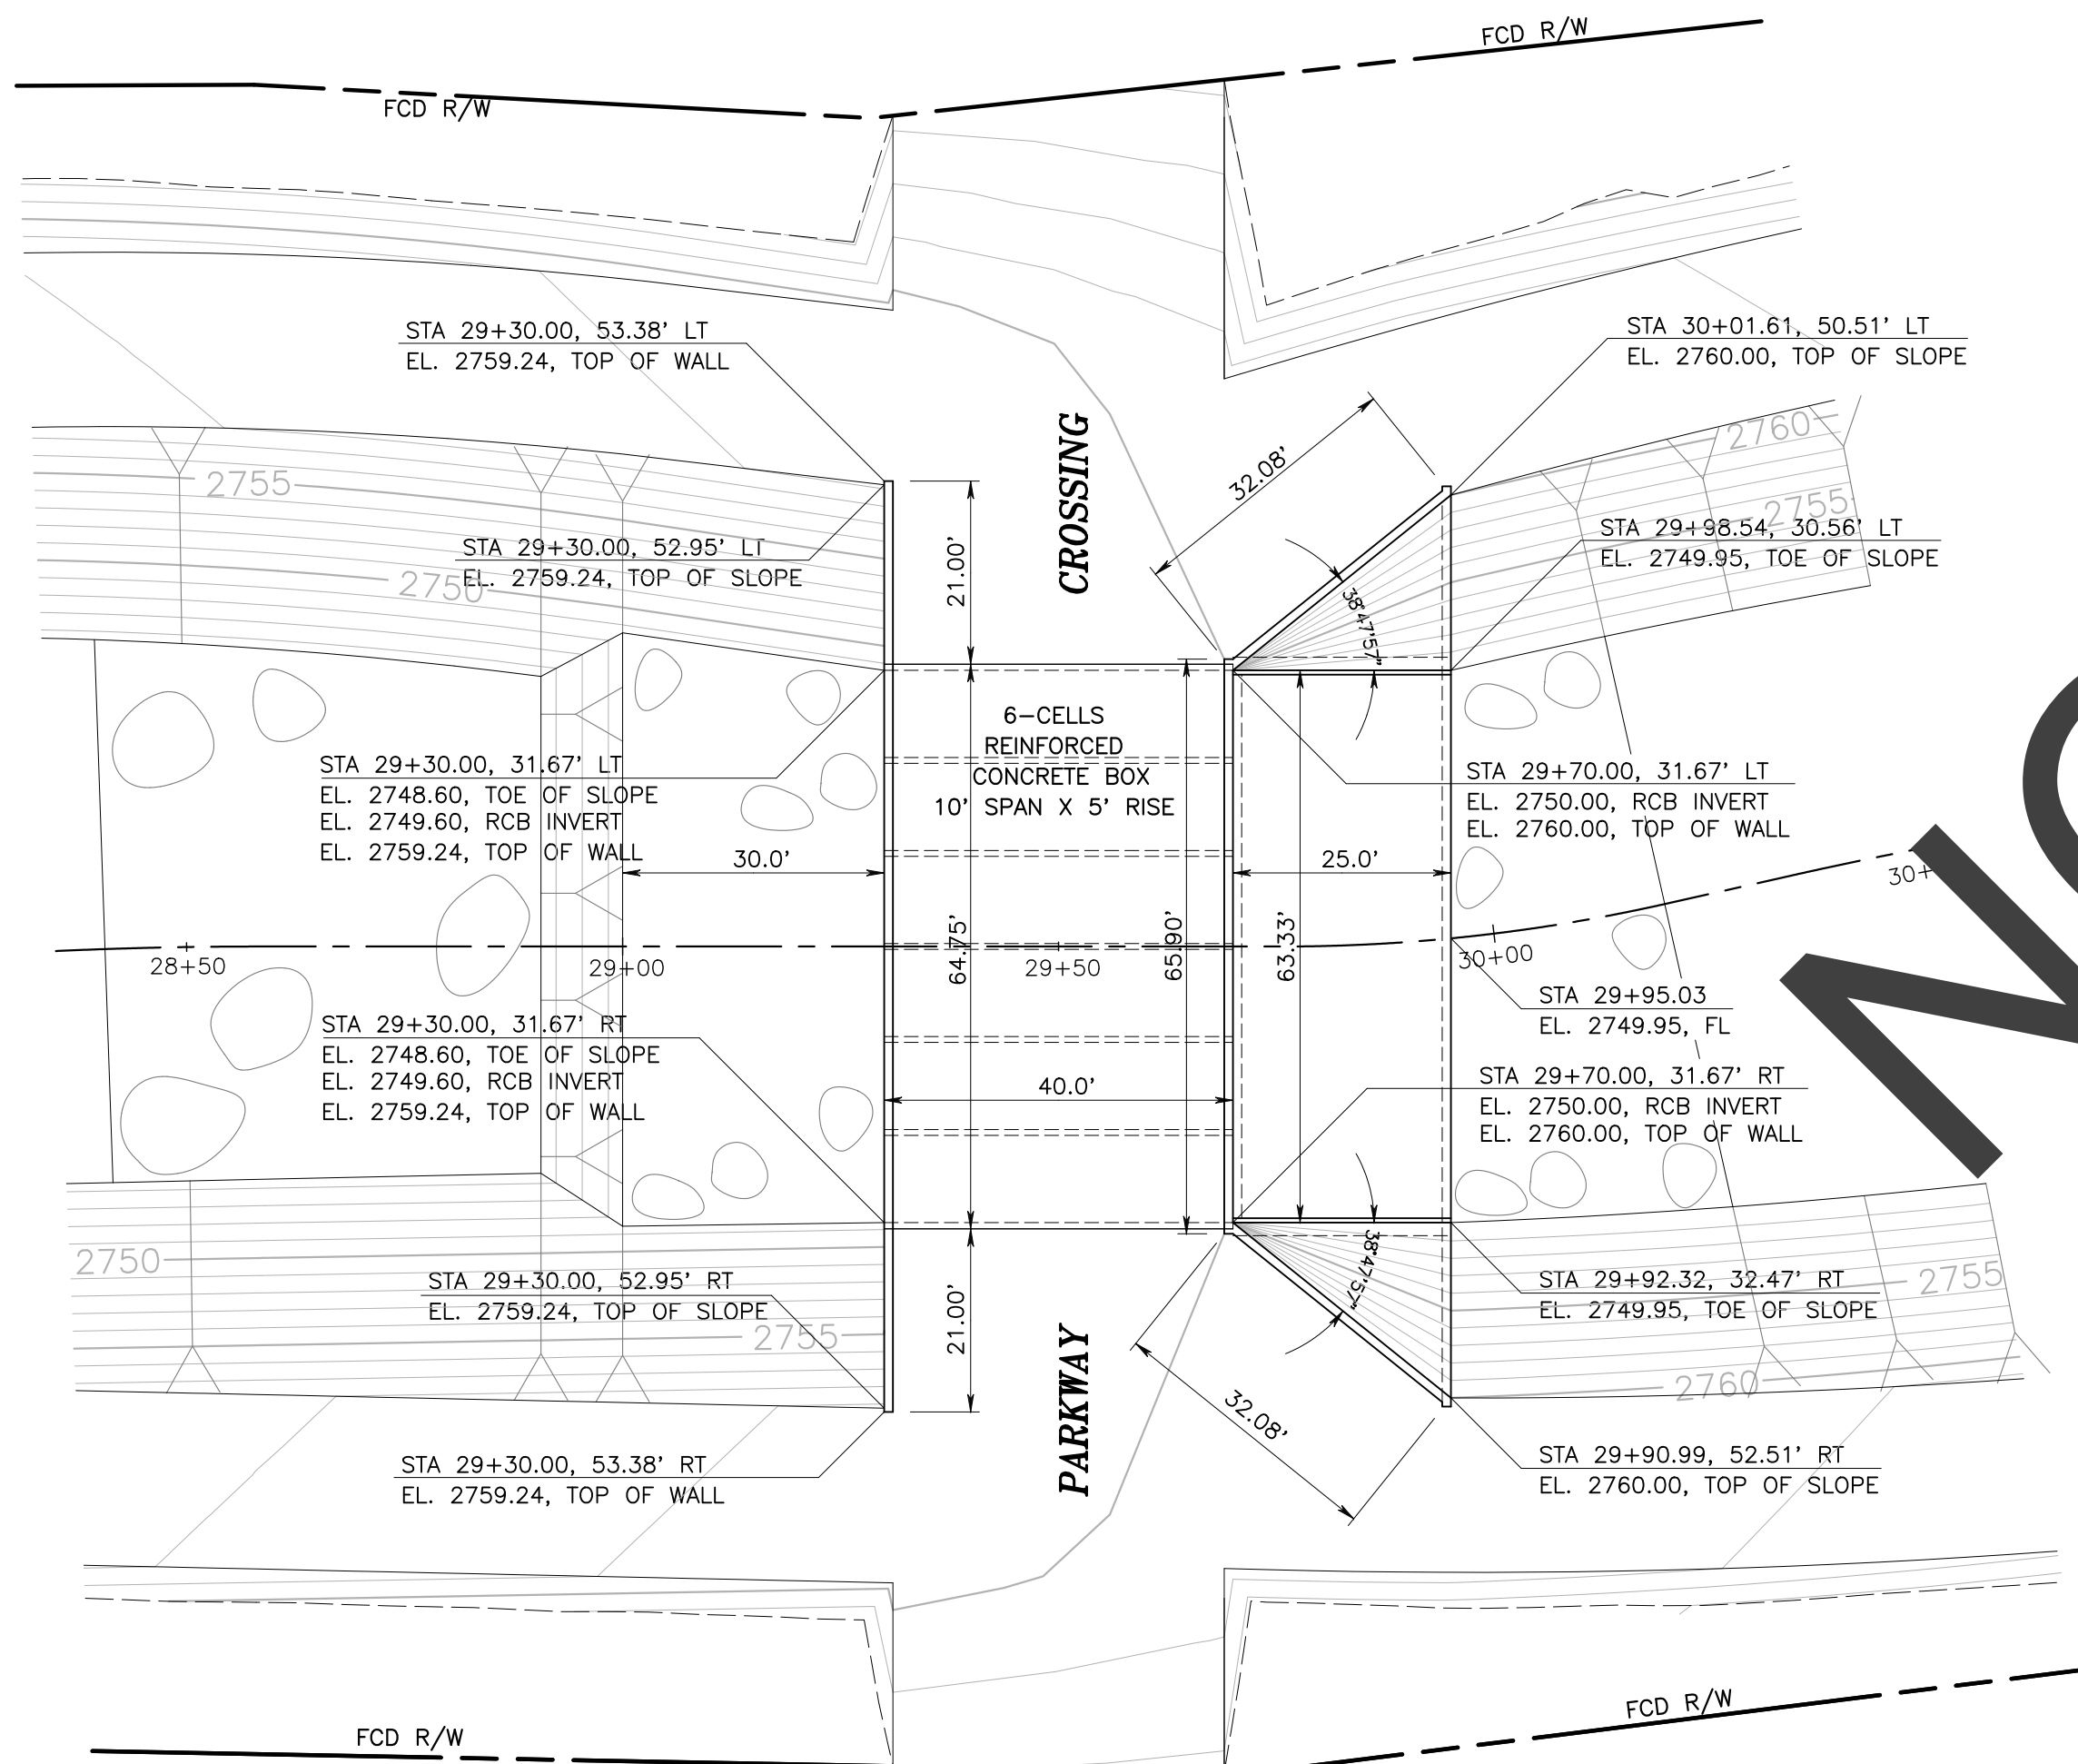 FCD R/W
FCD R/W
STA 29+30.00, 53.38' LT
EL. 2759.24, TOP OF WALL
STA 30+01.61, 50.51' LT
EL. 2760.00, TOP OF SLOPE
CROSSING
2760
2755
32.08'
2755
STA 29+30.00, 52.95' LT
EL. 2759.24, TOP OF SLOPE
2750
21.00'
STA 29+98.54, 30.56' LT
EL. 2749.95, TOE OF SLOPE
38°47'57"
6-CELLS
REINFORCED
CONCRETE BOX
10' SPAN X 5' RISE
STA 29+30.00, 31.67' LT
EL. 2748.60, TOE OF SLOPE
EL. 2749.60, RCB INVERT
EL. 2759.24, TOP OF WALL
STA 29+70.00, 31.67' LT
EL. 2750.00, RCB INVERT
EL. 2760.00, TOP OF WALL
30.0'
25.0'
30+
64.75'
65.90'
63.33'
28+50
29+00
29+50
30+00
STA 29+95.03
EL. 2749.95, FL
STA 29+30.00, 31.67' RT
EL. 2748.60, TOE OF SLOPE
EL. 2749.60, RCB INVERT
EL. 2759.24, TOP OF WALL
40.0'
STA 29+70.00, 31.67' RT
EL. 2750.00, RCB INVERT
EL. 2760.00, TOP OF WALL
2750
38°47'57"
STA 29+30.00, 52.95' RT
EL. 2759.24, TOP OF SLOPE
2755
21.00'
STA 29+92.32, 32.47' RT
EL. 2749.95, TOE OF SLOPE
2755
2760
PARKWAY
32.08'
STA 29+30.00, 53.38' RT
EL. 2759.24, TOP OF WALL
STA 29+90.99, 52.51' RT
EL. 2760.00, TOP OF SLOPE
FCD R/W
FCD R/W